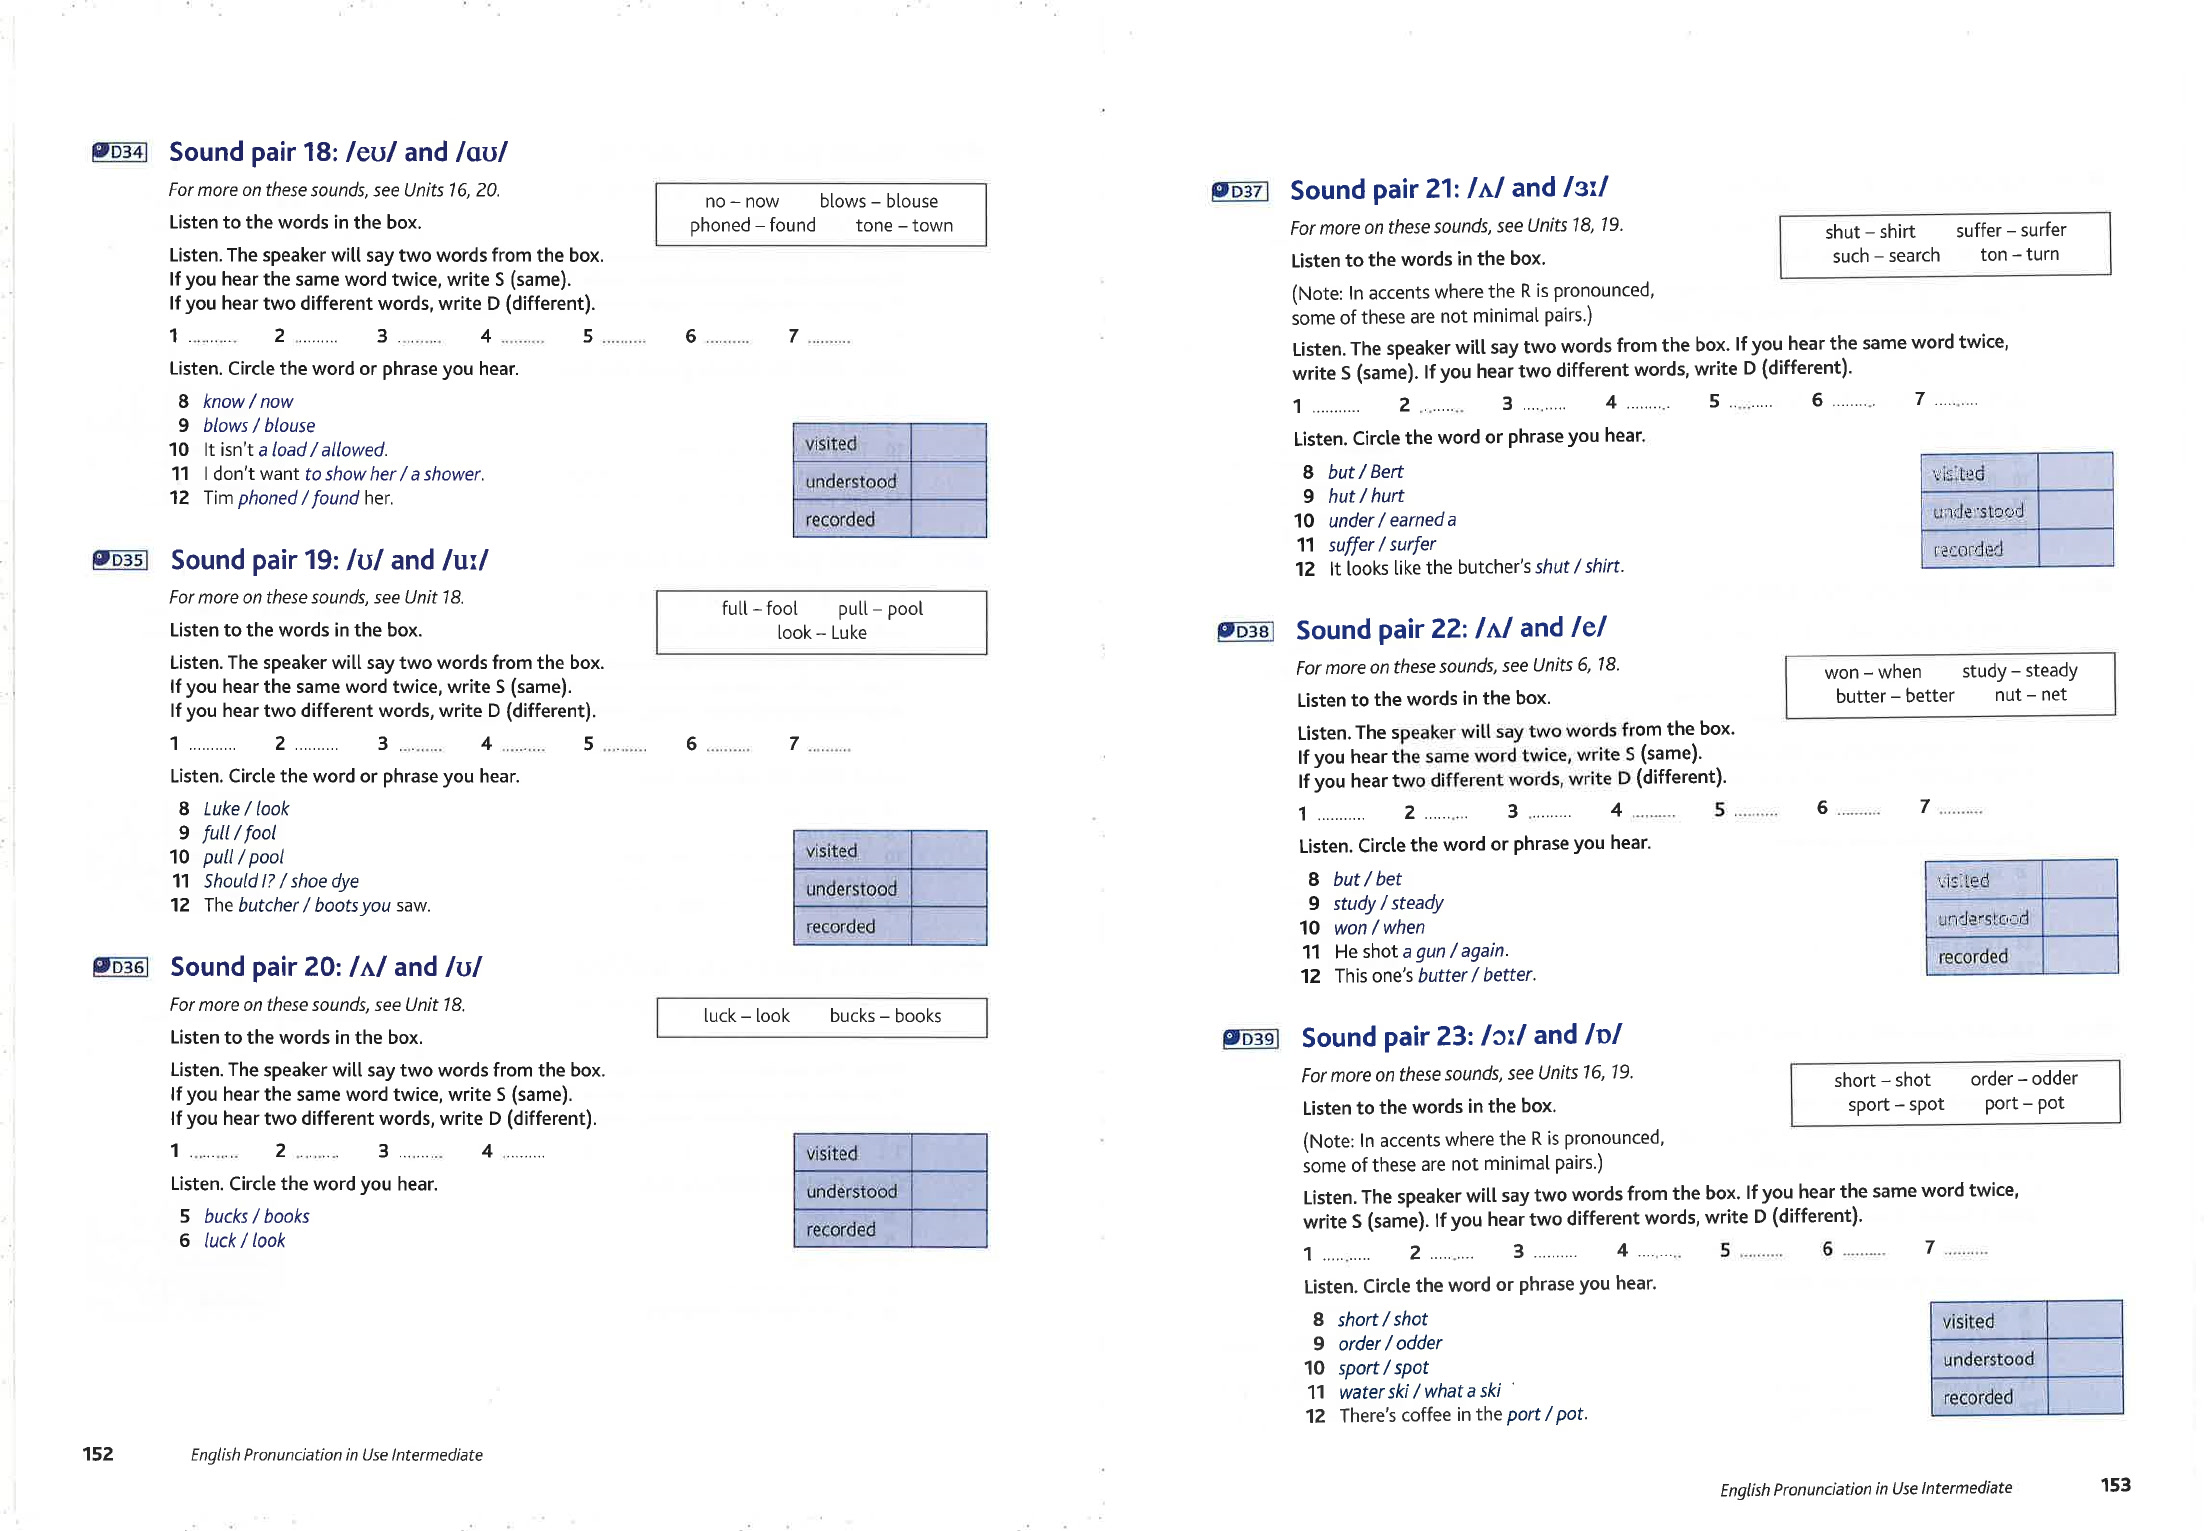 D34 Sound pair 18: /eʊ/ and /ɑʊ/
For more on these sounds, see Units 16, 20.
Listen to the words in the box.
no – now blows – blouse
phoned – found tone – town
Listen. The speaker will say two words from the box.
If you hear the same word twice, write S (same).
If you hear two different words, write D (different).
1 ........... 2 .......... 3 .......... 4 .......... 5 .......... 6 .......... 7 ..........
Listen. Circle the word or phrase you hear.
8 know / now
9 blows / blouse
10 It isn't a load / allowed.
11 I don't want to show her / a shower.
12 Tim phoned / found her.
visited
understood
recorded
D35 Sound pair 19: /ʊ/ and /uː/
For more on these sounds, see Unit 18.
Listen to the words in the box.
full – fool pull – pool
look – Luke
Listen. The speaker will say two words from the box.
If you hear the same word twice, write S (same).
If you hear two different words, write D (different).
1 ........... 2 .......... 3 .......... 4 .......... 5 .......... 6 .......... 7 ..........
Listen. Circle the word or phrase you hear.
8 Luke / look
9 full / fool
10 pull / pool
11 Should I? / shoe dye
12 The butcher / boots you saw.
visited
understood
recorded
D36 Sound pair 20: /ʌ/ and /ʊ/
For more on these sounds, see Unit 18.
Listen to the words in the box.
luck – look bucks – books
Listen. The speaker will say two words from the box.
If you hear the same word twice, write S (same).
If you hear two different words, write D (different).
1 ........... 2 .......... 3 .......... 4 ..........
Listen. Circle the word you hear.
5 bucks / books
6 luck / look
visited
understood
recorded
152 English Pronunciation in Use Intermediate
D37 Sound pair 21: /ʌ/ and /ɜː/
For more on these sounds, see Units 18, 19.
Listen to the words in the box.
shut – shirt suffer – surfer
such – search ton – turn
(Note: In accents where the R is pronounced,
some of these are not minimal pairs.)
Listen. The speaker will say two words from the box. If you hear the same word twice,
write S (same). If you hear two different words, write D (different).
1 ........... 2 .......... 3 .......... 4 .......... 5 .......... 6 .......... 7 ..........
Listen. Circle the word or phrase you hear.
8 but / Bert
9 hut / hurt
10 under / earned a
11 suffer / surfer
12 It looks like the butcher's shut / shirt.
visited
understood
recorded
D38 Sound pair 22: /ʌ/ and /e/
For more on these sounds, see Units 6, 18.
Listen to the words in the box.
won – when study – steady
butter – better nut – net
Listen. The speaker will say two words from the box.
If you hear the same word twice, write S (same).
If you hear two different words, write D (different).
1 ........... 2 .......... 3 .......... 4 .......... 5 .......... 6 .......... 7 ..........
Listen. Circle the word or phrase you hear.
8 but / bet
9 study / steady
10 won / when
11 He shot a gun / again.
12 This one's butter / better.
visited
understood
recorded
D39 Sound pair 23: /ɔː/ and /ɒ/
For more on these sounds, see Units 16, 19.
Listen to the words in the box.
short – shot order – odder
sport – spot port – pot
(Note: In accents where the R is pronounced,
some of these are not minimal pairs.)
Listen. The speaker will say two words from the box. If you hear the same word twice,
write S (same). If you hear two different words, write D (different).
1 ........... 2 .......... 3 .......... 4 .......... 5 .......... 6 .......... 7 ..........
Listen. Circle the word or phrase you hear.
8 short / shot
9 order / odder
10 sport / spot
11 water ski / what a ski
12 There's coffee in the port / pot.
visited
understood
recorded
English Pronunciation in Use Intermediate 153